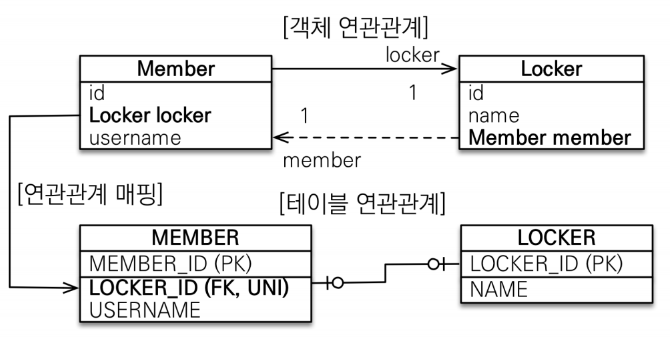 [객체 연관관계]
locker
Member
id
Locker locker
username
1
1
member
Locker
id
name
Member member
[연관관계 매핑]
[테이블 연관관계]
MEMBER
MEMBER_ID (PK)
LOCKER_ID (FK, UNI)
USERNAME
LOCKER
LOCKER_ID (PK)
NAME